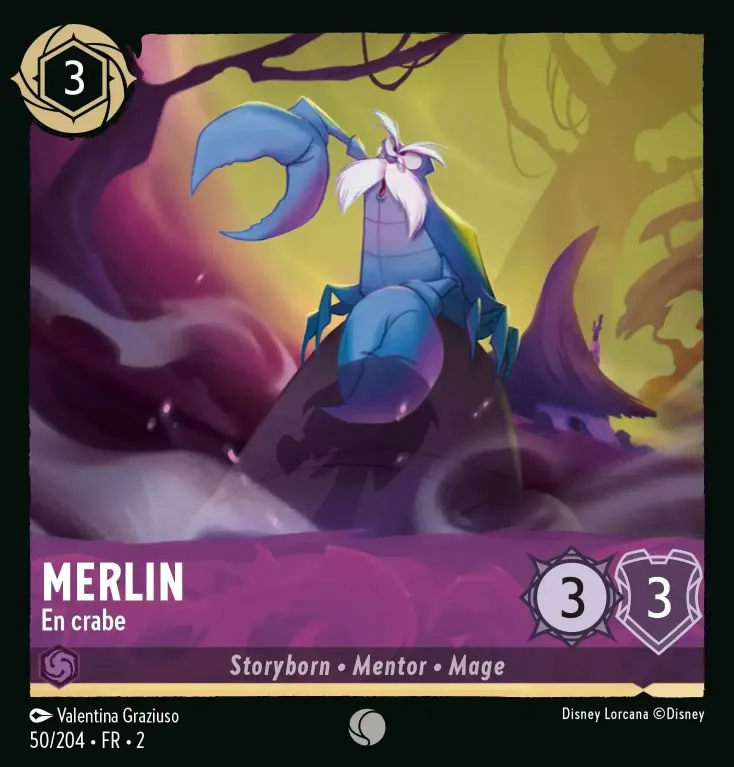 3
MERLIN
En crabe
3 3
Storyborn • Mentor • Mage
Valentina Graziuso
Disney Lorcana ©Disney
50/204 • FR • 2